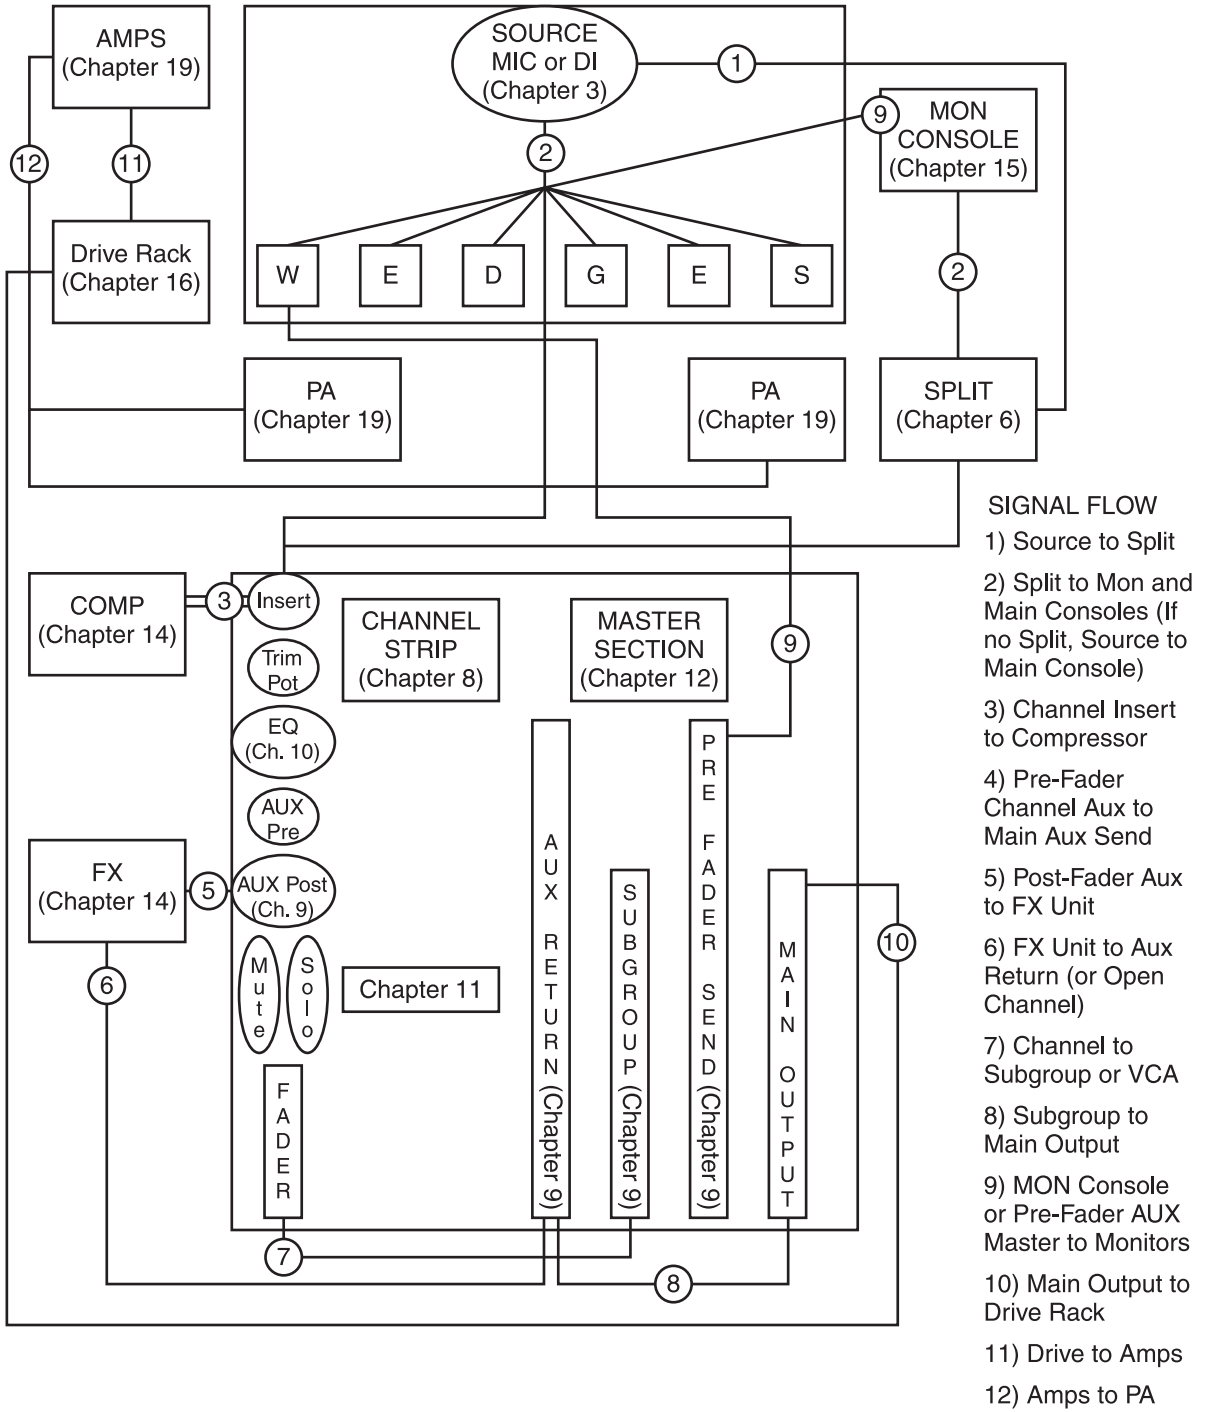 AMPS
(Chapter 19)
SOURCE
MIC or DI
(Chapter 3)
1
MON
CONSOLE
(Chapter 15)
9
12
11
2
Drive Rack
(Chapter 16)
W E D G E S
2
PA
(Chapter 19)
PA
(Chapter 19)
SPLIT
(Chapter 6)
COMP
(Chapter 14)
3
Insert
Trim
Pot
EQ
(Ch. 10)
AUX
Pre
AUX Post
(Ch. 9)
FX
(Chapter 14)
5
6
Mute
Solo
FADER
7
CHANNEL
STRIP
(Chapter 8)
MASTER
SECTION
(Chapter 12)
9
Chapter 11
AUX RETURN (Chapter 9)
SUBGROUP (Chapter 9)
PRE FADER SEND (Chapter 9)
MAIN OUTPUT
10
8
SIGNAL FLOW
1) Source to Split
2) Split to Mon and
Main Consoles (If
no Split, Source to
Main Console)
3) Channel Insert
to Compressor
4) Pre-Fader
Channel Aux to
Main Aux Send
5) Post-Fader Aux
to FX Unit
6) FX Unit to Aux
Return (or Open
Channel)
7) Channel to
Subgroup or VCA
8) Subgroup to
Main Output
9) MON Console
or Pre-Fader AUX
Master to Monitors
10) Main Output to
Drive Rack
11) Drive to Amps
12) Amps to PA